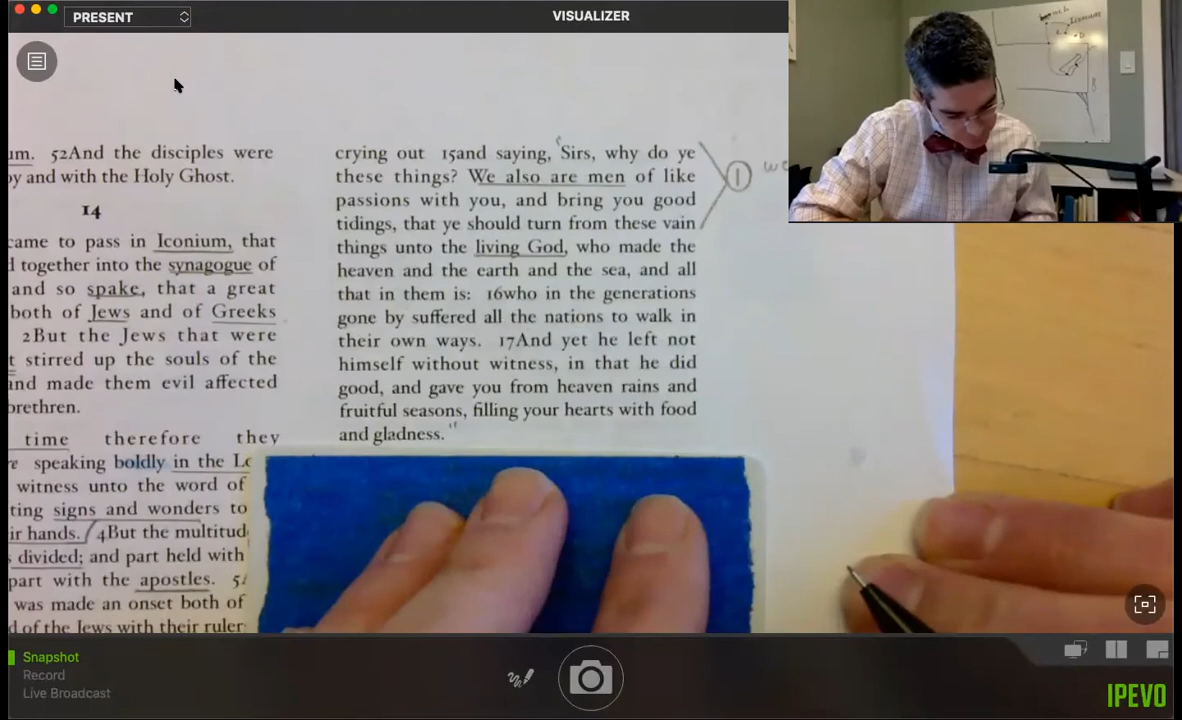 PRESENT
VISUALIZER
um. 52And the disciples were
oy and with the Holy Ghost.
14
came to pass in Iconium, that
l together into the synagogue of
and so spake, that a great
both of Jews and of Greeks
2But the Jews that were
t stirred up the souls of the
and made them evil affected
brethren.
time therefore they
re speaking boldly in the Lo
witness unto the word of
ting signs and wonders to
ir hands. 4But the multitud
divided; and part held with
part with the apostles. 5
was made an onset both of
d of the Jews with their ruler
crying out 15and saying, "Sirs, why do ye
these things? We also are men of like
passions with you, and bring you good
tidings, that ye should turn from these vain
things unto the living God, who made the
heaven and the earth and the sea, and all
that in them is: 16who in the generations
gone by suffered all the nations to walk in
their own ways. 17And yet he left not
himself without witness, in that he did
good, and gave you from heaven rains and
fruitful seasons, filling your hearts with food
and gladness."
1 we
Snapshot
Record
Live Broadcast
IPEVO